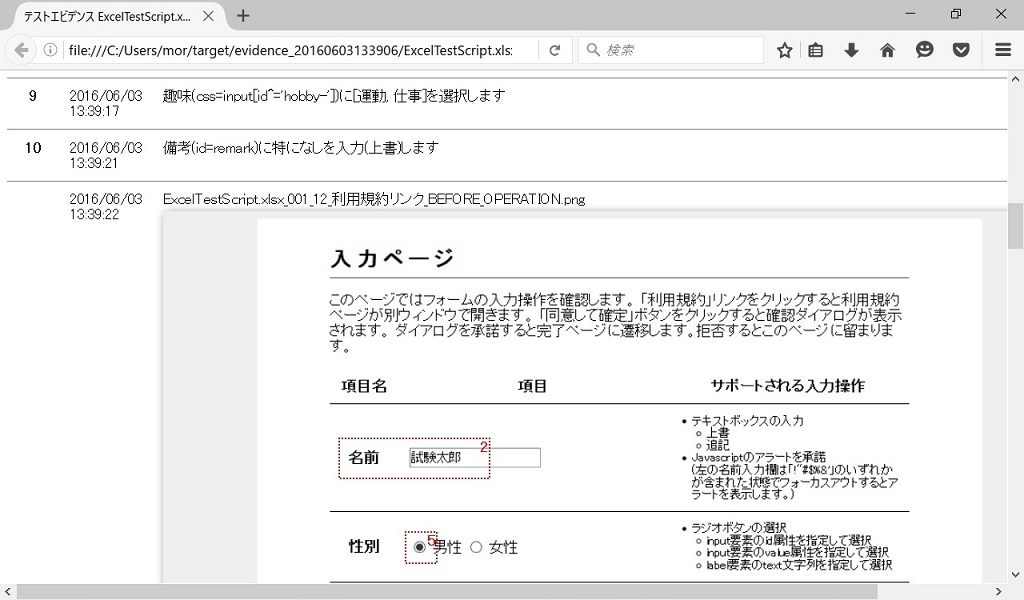 テストエビデンス ExcelTestScript.x...
file:///C:/Users/mor/target/evidence_20160603133906/ExcelTestScript.xls:
検索
9 2016/06/03 趣味(css=input[id^='hobby-'])に[運動, 仕事]を選択します
13:39:17
10 2016/06/03 備考(id=remark)に特になしを入力(上書)します
13:39:21
2016/06/03 ExcelTestScript.xlsx_001_12_利用規約リンク_BEFORE_OPERATION.png
13:39:22
入力ページ
このページではフォームの入力操作を確認します。「利用規約」リンクをクリックすると利用規約
ページが別ウィンドウで開きます。「同意して確定」ボタンをクリックすると確認ダイアログが表示
されます。ダイアログを承諾すると完了ページに遷移します。拒否するとこのページに留まりま
す。
項目名 項目 サポートされる入力操作
テキストボックスの入力
上書
追記
名前 試験太郎 2
Javascriptのアラートを承諾
(左の名前入力欄は「!"#$%&'」のいずれか
が含まれた状態でフォーカスアウトするとア
ラートを表示します。)
ラジオボタンの選択
input要素のid属性を指定して選択
性別 5 男性 女性
input要素のvalue属性を指定して選択
label要素のtext文字列を指定して選択